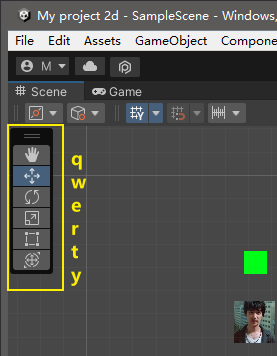 My project 2d - SampleScene - Windows,
File Edit Assets GameObject Compone
M
Scene Game
Y
q
w
e
r
t
y